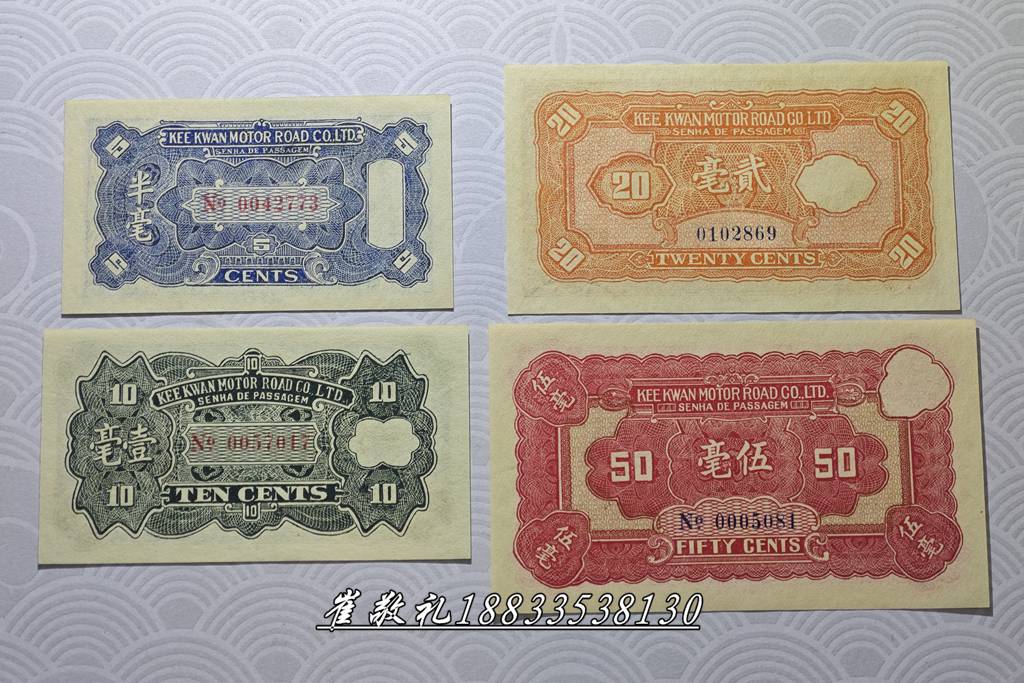 KEE KWAN MOTOR ROAD CO.,LTD.
SENHA DE PASSAGEM
半毫
Nº 0042773
5
CENTS
20 20
KEE KWAN MOTOR ROAD CO. LTD.
SENHA DE PASSAGEM
毫貳
20
0102869
20 20
TWENTY CENTS
10
10 10
KEE KWAN MOTOR ROAD CO. LTD.
SENHA DE PASSAGEM
毫壹
Nº 0057047
10 10
TEN CENTS
10
伍毫
KEE KWAN MOTOR ROAD CO. LTD.
SENHA DE PASSAGEM
50 毫伍 50
Nº 0005081
伍毫 伍毫
FIFTY CENTS
崔敬礼18833538130